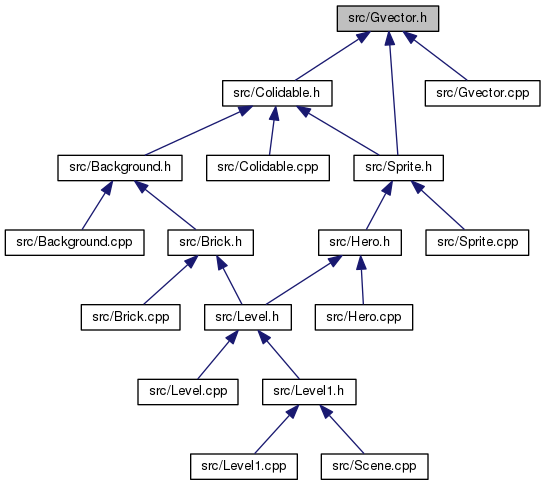 src/Gvector.h
src/Colidable.h
src/Gvector.cpp
src/Background.h
src/Colidable.cpp
src/Sprite.h
src/Background.cpp
src/Brick.h
src/Hero.h
src/Sprite.cpp
src/Brick.cpp
src/Level.h
src/Hero.cpp
src/Level.cpp
src/Level1.h
src/Level1.cpp
src/Scene.cpp